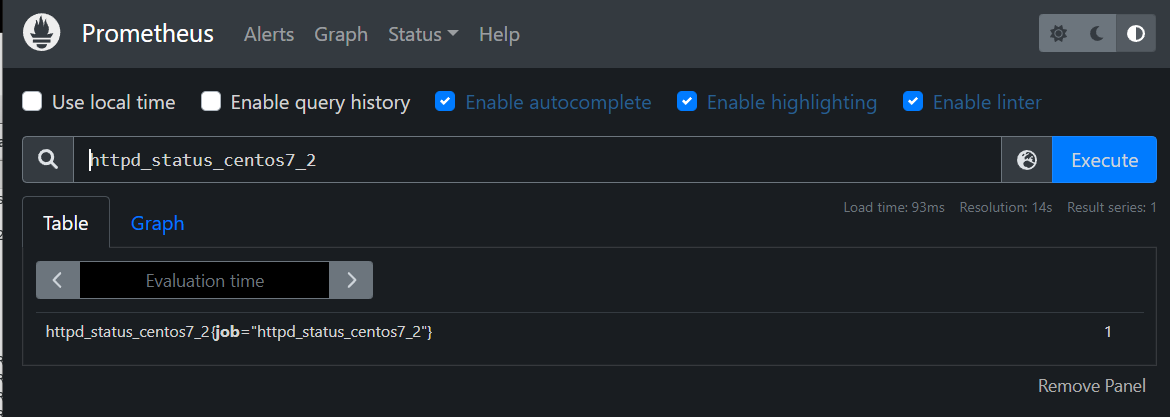 Prometheus Alerts Graph Status Help
Use local time Enable query history Enable autocomplete Enable highlighting Enable linter
httpd_status_centos7_2 Execute
Load time: 93ms Resolution: 14s Result series: 1
Table Graph
Evaluation time
httpd_status_centos7_2{job="httpd_status_centos7_2"} 1
Remove Panel